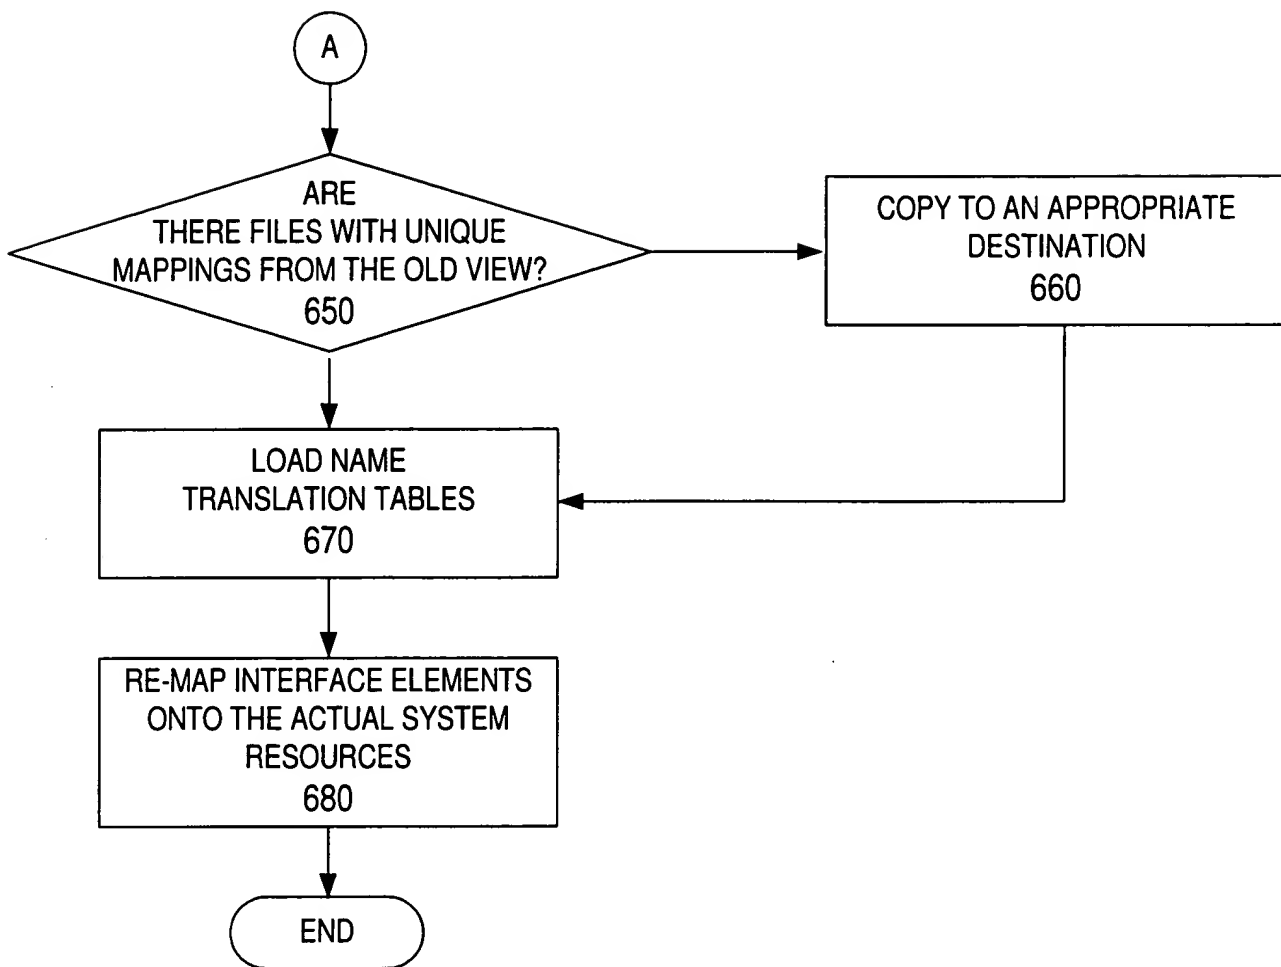 A
ARE
THERE FILES WITH UNIQUE
MAPPINGS FROM THE OLD VIEW?
650
COPY TO AN APPROPRIATE
DESTINATION
660
LOAD NAME
TRANSLATION TABLES
670
RE-MAP INTERFACE ELEMENTS
ONTO THE ACTUAL SYSTEM
RESOURCES
680
END